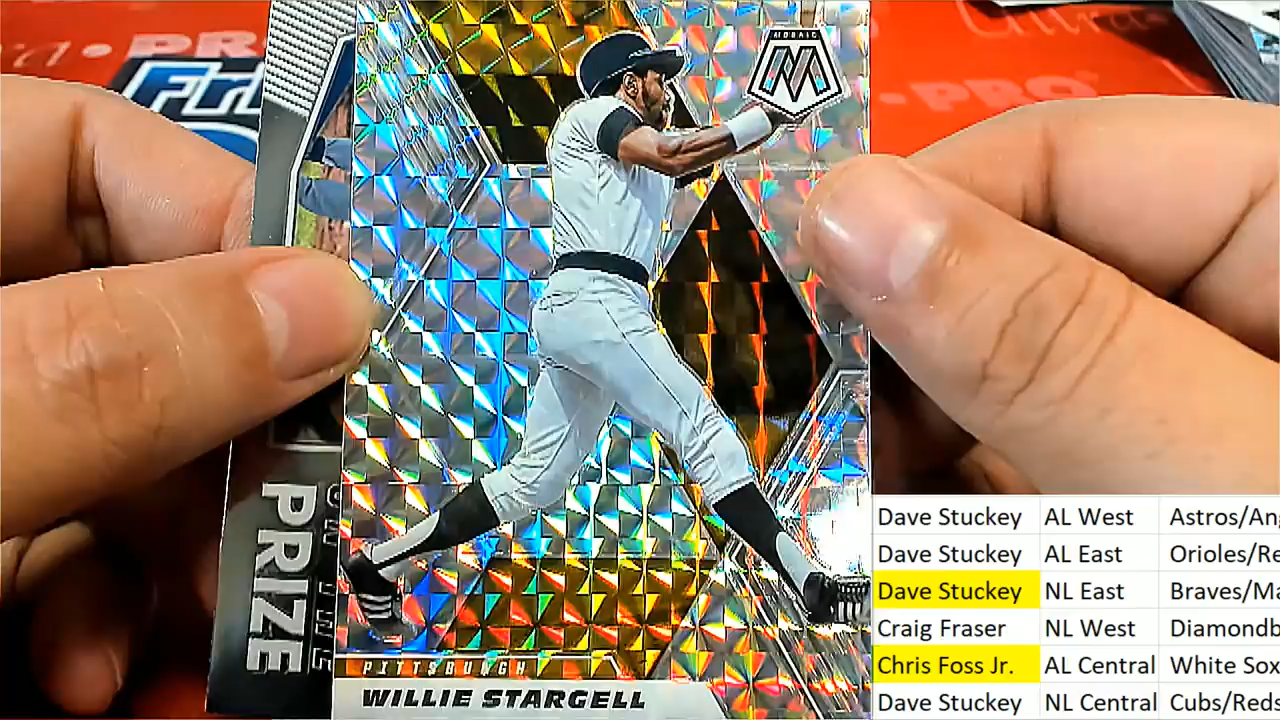 MOSAIC
PRIZE
PITTSBURGH
WILLIE STARGELL
Dave Stuckey AL West Astros/An
Dave Stuckey AL East Orioles/Re
Dave Stuckey NL East Braves/Ma
Craig Fraser NL West Diamondb
Chris Foss Jr. AL Central White Sox
Dave Stuckey NL Central Cubs/Reds